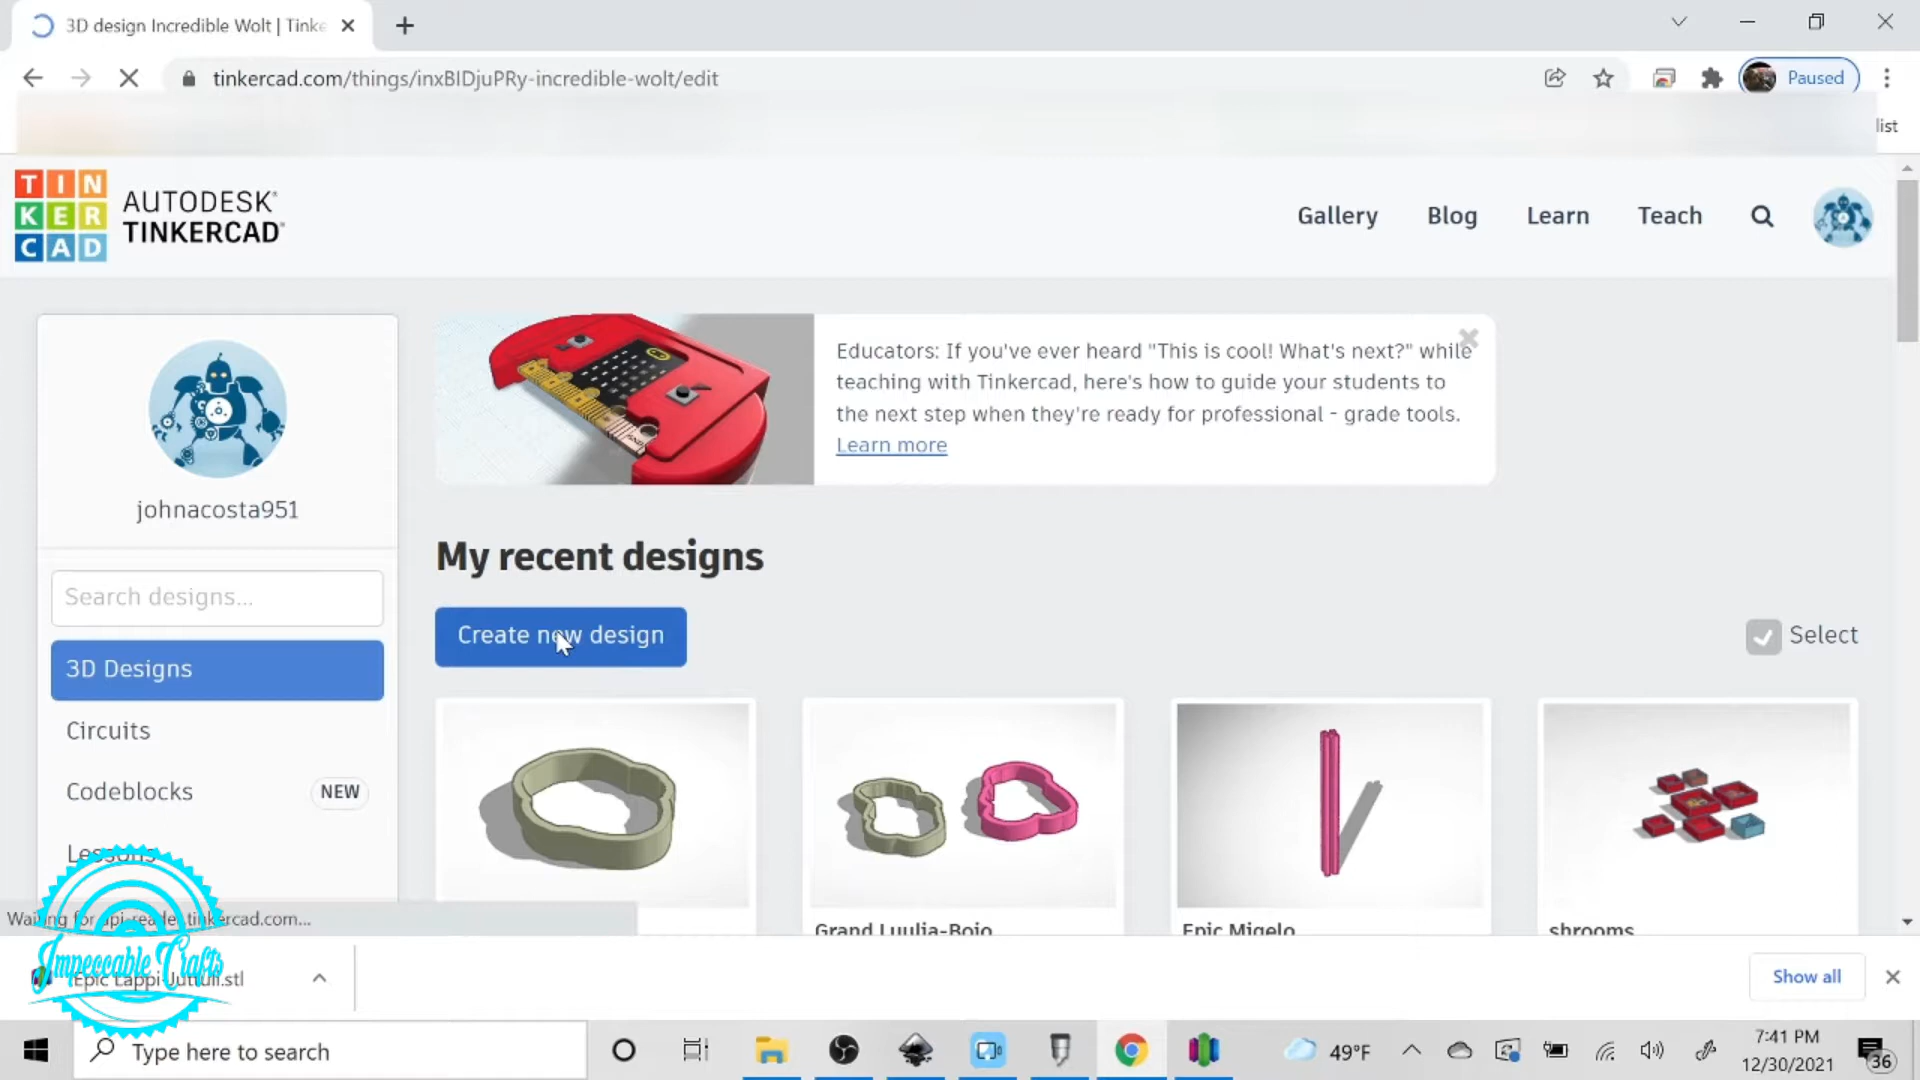 3D design Incredible Wolt | Tinke
tinkercad.com/things/inxBIDjuPRy-incredible-wolt/edit
Paused
list
TIN
KER
CAD
AUTODESK®
TINKERCAD®
Gallery
Blog
Learn
Teach
Educators: If you've ever heard "This is cool! What's next?" while
teaching with Tinkercad, here's how to guide your students to
the next step when they're ready for professional - grade tools.
Learn more
johnacosta951
My recent designs
Search designs...
Create new design
Select
3D Designs
Circuits
Codeblocks
NEW
Lessons
Grand Luulia-Bojo
Epic Migelo
shrooms
Waiting for api-reader.tinkercad.com...
Impeccable Crafts
Epic Lappi-Juttuli.stl
Show all
Type here to search
49°F
7:41 PM
12/30/2021
36